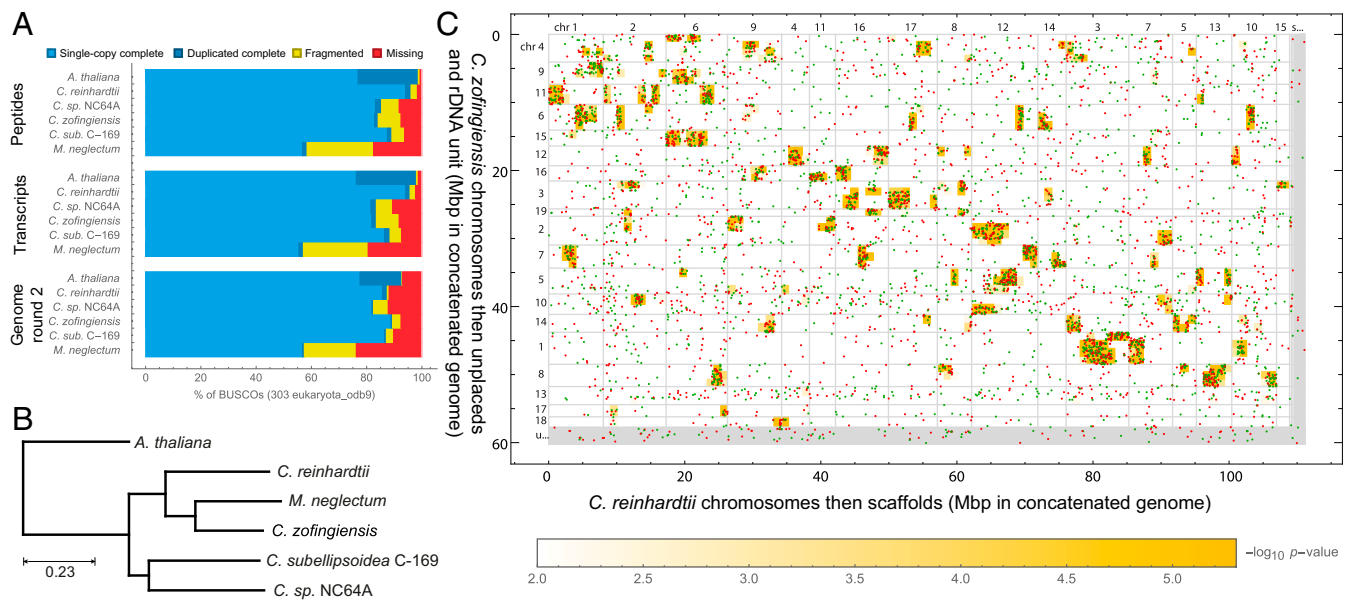 A
Single-copy complete Duplicated complete Fragmented Missing
Peptides
A. thaliana
C. reinhardtii
C. sp. NC64A
C. zofingiensis
C. sub. C–169
M. neglectum
Transcripts
A. thaliana
C. reinhardtii
C. sp. NC64A
C. zofingiensis
C. sub. C–169
M. neglectum
Genome
round 2
A. thaliana
C. reinhardtii
C. sp. NC64A
C. zofingiensis
C. sub. C–169
M. neglectum
0 20 40 60 80 100
% of BUSCOs (303 eukaryota_odb9)
B
A. thaliana
C. reinhardtii
M. neglectum
C. zofingiensis
C. subellipsoidea C-169
C. sp. NC64A
0.23
C
C. zofingiensis chromosomes then unplaceds
and rDNA unit (Mbp in concatenated genome)
chr 1 2 6 9 4 11 16 17 8 12 14 3 7 5 13 10 15 s...
0
20
40
60
chr 4
9
11
6
15
12
16
3
19
2
7
5
10
14
1
8
13
17
18
u...
0 20 40 60 80 100
C. reinhardtii chromosomes then scaffolds (Mbp in concatenated genome)
−log10 p−value
2.0 2.5 3.0 3.5 4.0 4.5 5.0